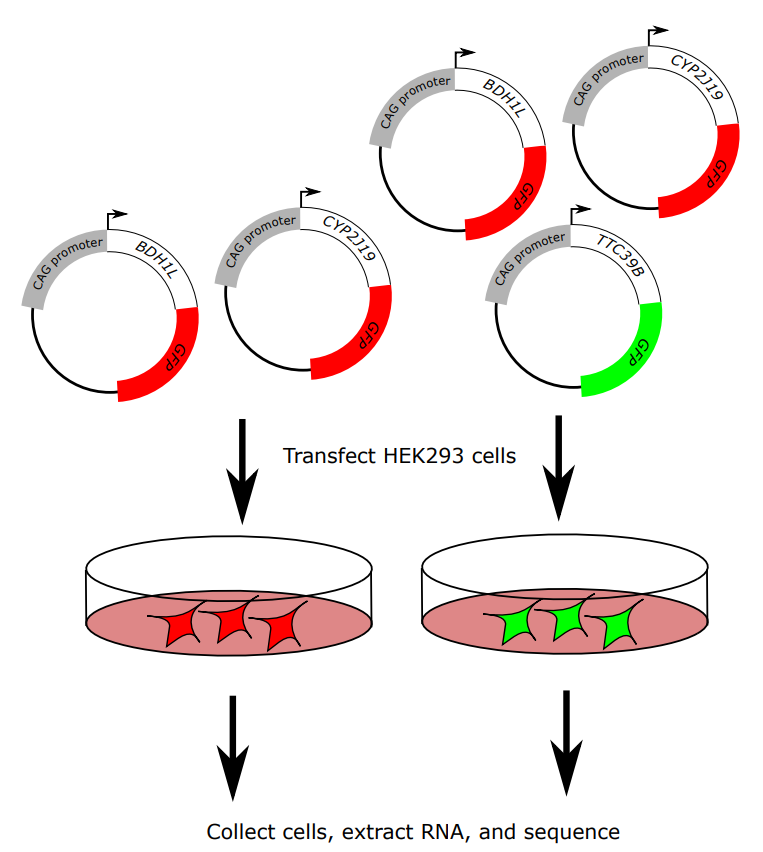 CAG promoter
BDH1L
GFP
CAG promoter
CYP2J19
GFP
CAG promoter
BDH1L
GFP
CAG promoter
CYP2J19
GFP
CAG promoter
TTC39B
GFP
Transfect HEK293 cells
Collect cells, extract RNA, and sequence